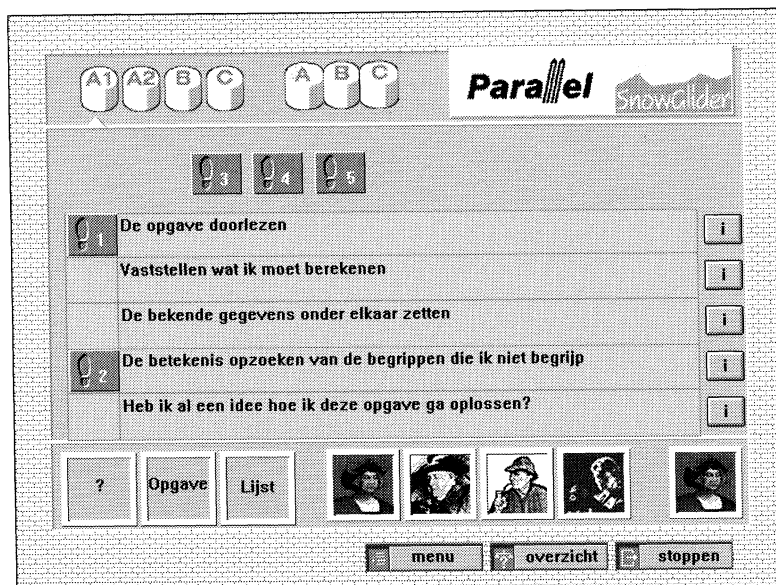 A1 A2 B C A B C
Parallel
SnowGlider
3 4 5
1 De opgave doorlezen i
Vaststellen wat ik moet berekenen i
De bekende gegevens onder elkaar zetten i
2 De betekenis opzoeken van de begrippen die ik niet begrijp i
Heb ik al een idee hoe ik deze opgave ga oplossen? i
? Opgave Lijst
menu ? overzicht stoppen